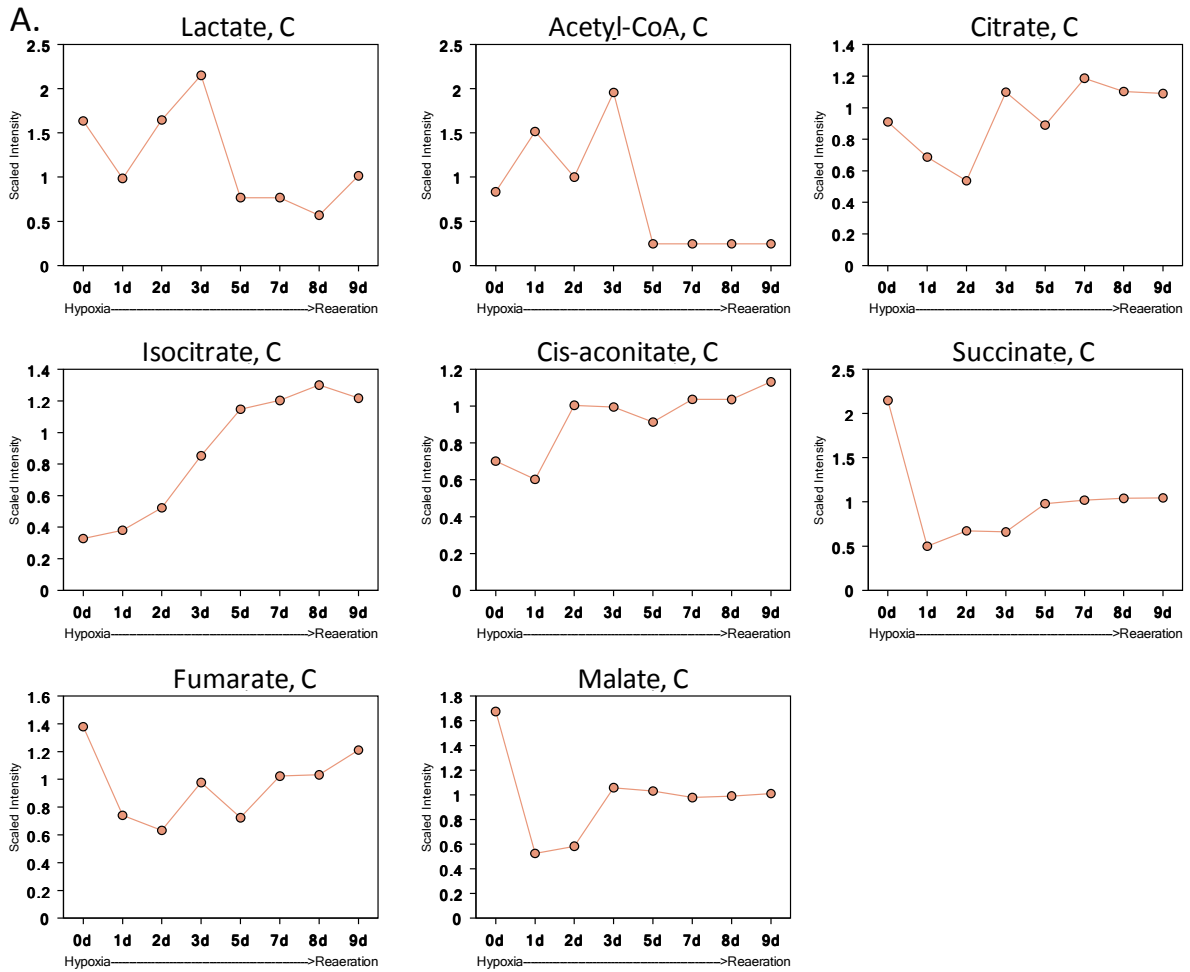 A.
Lactate, C
Scaled Intensity
2.5
2
1.5
1
0.5
0
0d 1d 2d 3d 5d 7d 8d 9d
Hypoxia------------------------------------------------>Reaeration
Acetyl-CoA, C
Scaled Intensity
2.5
2
1.5
1
0.5
0
0d 1d 2d 3d 5d 7d 8d 9d
Hypoxia------------------------------------------------>Reaeration
Citrate, C
Scaled Intensity
1.4
1.2
1
0.8
0.6
0.4
0.2
0
0d 1d 2d 3d 5d 7d 8d 9d
Hypoxia------------------------------------------------>Reaeration
Isocitrate, C
Scaled Intensity
1.4
1.2
1
0.8
0.6
0.4
0.2
0
0d 1d 2d 3d 5d 7d 8d 9d
Hypoxia------------------------------------------------>Reaeration
Cis-aconitate, C
Scaled Intensity
1.2
1
0.8
0.6
0.4
0.2
0
0d 1d 2d 3d 5d 7d 8d 9d
Hypoxia------------------------------------------------>Reaeration
Succinate, C
Scaled Intensity
2.5
2
1.5
1
0.5
0
0d 1d 2d 3d 5d 7d 8d 9d
Hypoxia------------------------------------------------>Reaeration
Fumarate, C
Scaled Intensity
1.6
1.4
1.2
1
0.8
0.6
0.4
0.2
0
0d 1d 2d 3d 5d 7d 8d 9d
Hypoxia------------------------------------------------>Reaeration
Malate, C
Scaled Intensity
1.8
1.6
1.4
1.2
1
0.8
0.6
0.4
0.2
0
0d 1d 2d 3d 5d 7d 8d 9d
Hypoxia------------------------------------------------>Reaeration